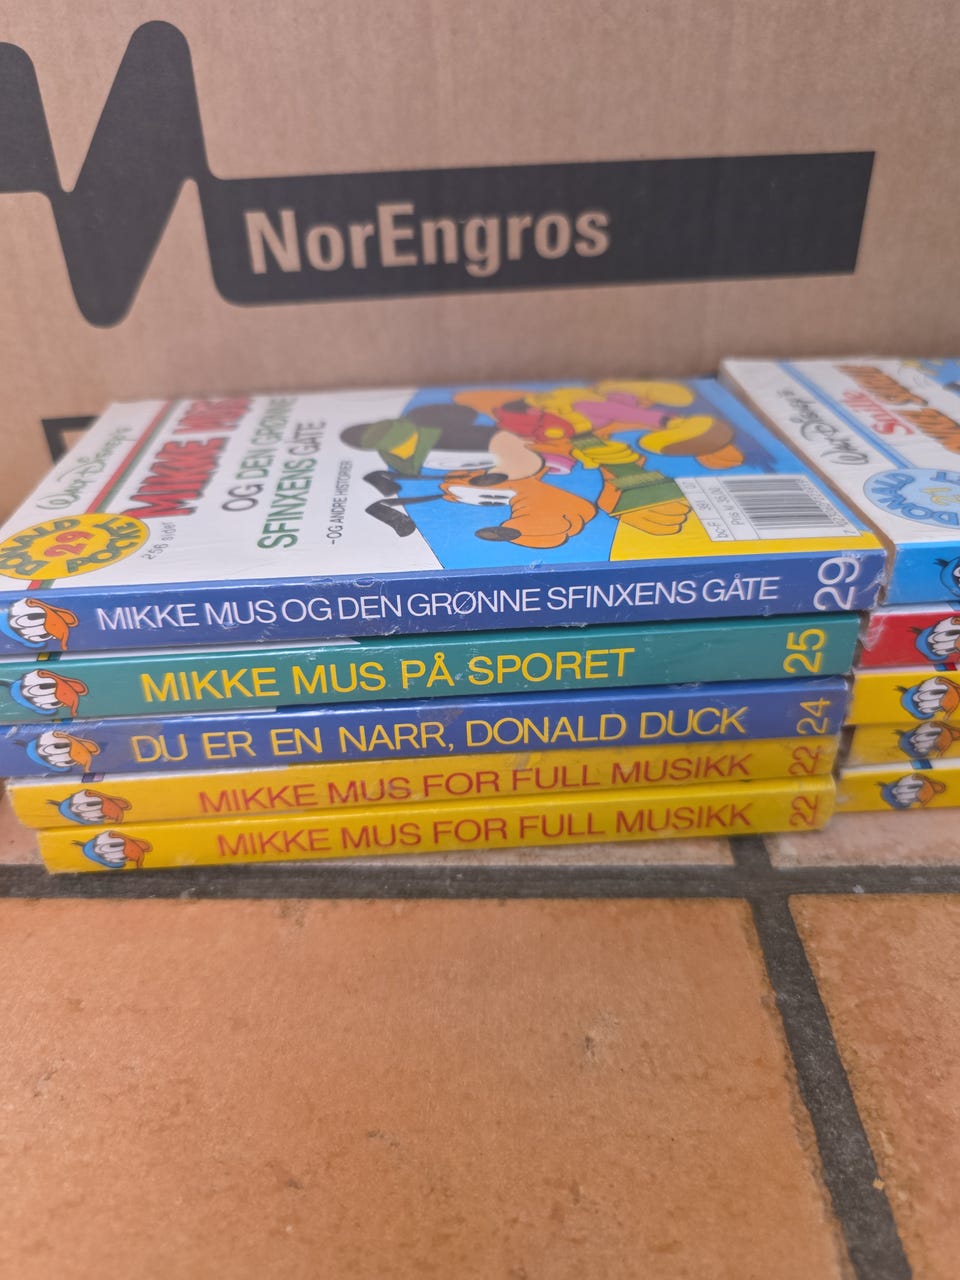 NorEngros
Walt Disney's
MIKKE MUS
OG DEN GRØNNE
SFINXENS GÅTE
-OG ANDRE HISTORIER
DONALD
29
POCKET
256 sider
Walt Disney's
DONALD
MIKKE MUS OG DEN GRØNNE SFINXENS GÅTE 29
MIKKE MUS PÅ SPORET 25
DU ER EN NARR, DONALD DUCK 24
MIKKE MUS FOR FULL MUSIKK 22
MIKKE MUS FOR FULL MUSIKK 22